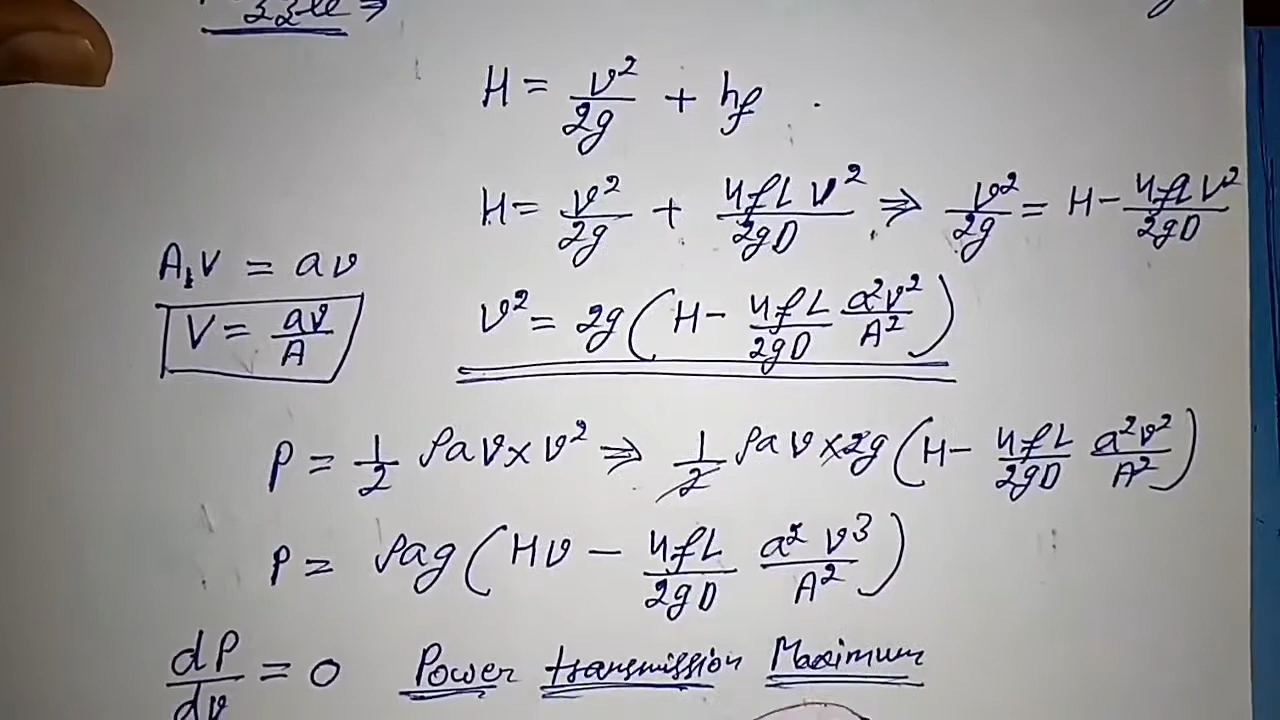 H = v²/2g + hf
H = v²/2g + 4fLV²/2gD ⇒ v²/2g = H - 4flV²/2gD
A,V = av
V = av/A
v² = 2g(H - 4fL/2gD a²v²/A²)
P = 1/2 ρav×v² ⇒ 1/2 ρav×2g(H - 4fL/2gD a²v²/A²)
P = ρag(Hv - 4fL/2gD a²v³/A²)
dP/dv = 0 Power transmission Maximum